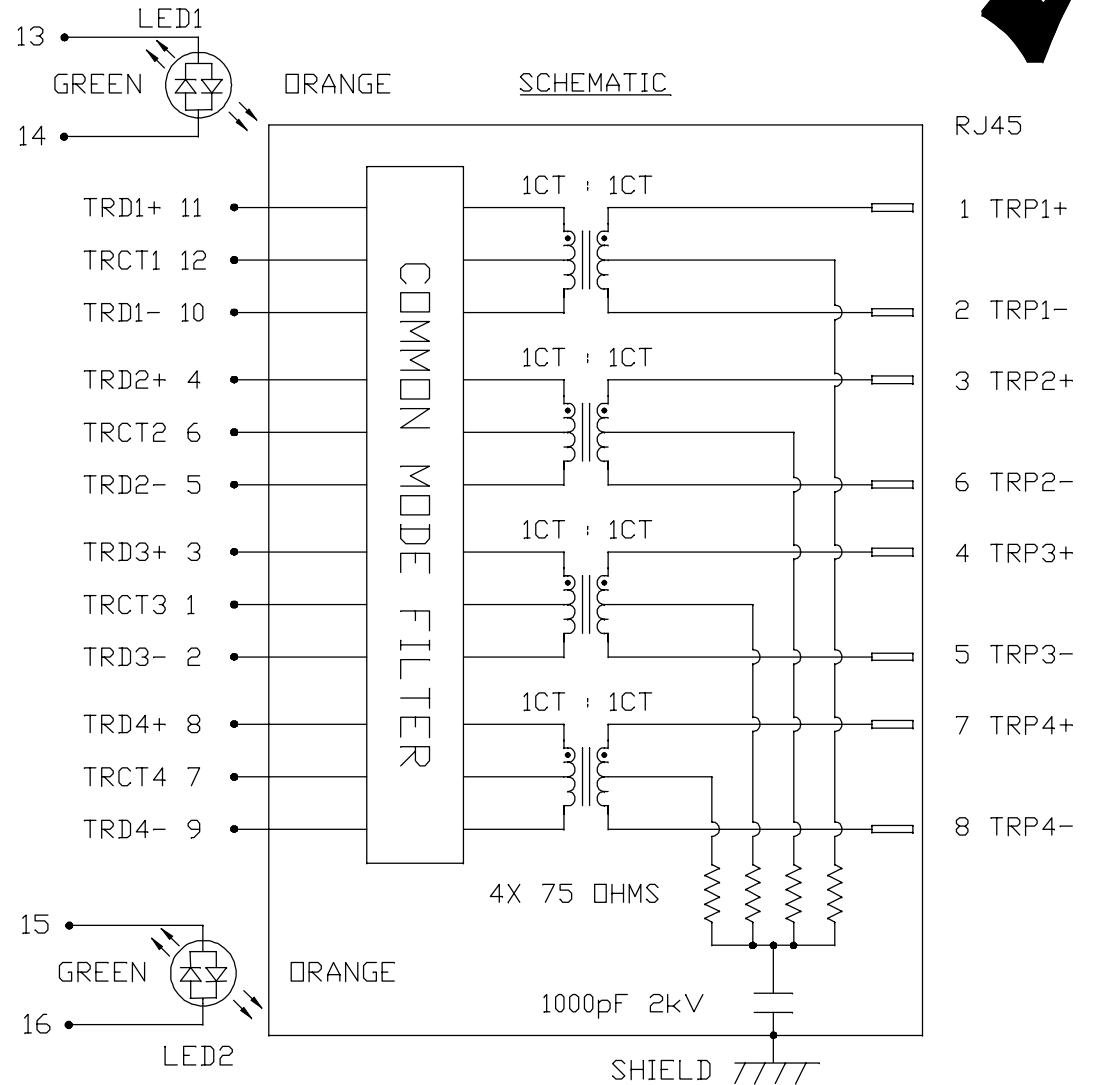 LED1
13
GREEN
ORANGE
SCHEMATIC
14
RJ45
1CT : 1CT
TRD1+ 11
1 TRP1+
TRCT1 12
TRD1- 10
2 TRP1-
1CT : 1CT
TRD2+ 4
3 TRP2+
TRCT2 6
TRD2- 5
6 TRP2-
1CT : 1CT
TRD3+ 3
4 TRP3+
TRCT3 1
TRD3- 2
5 TRP3-
1CT : 1CT
TRD4+ 8
7 TRP4+
TRCT4 7
TRD4- 9
8 TRP4-
COMMON MODE FILTER
4X 75 OHMS
15
GREEN
ORANGE
16
LED2
1000pF 2kV
SHIELD